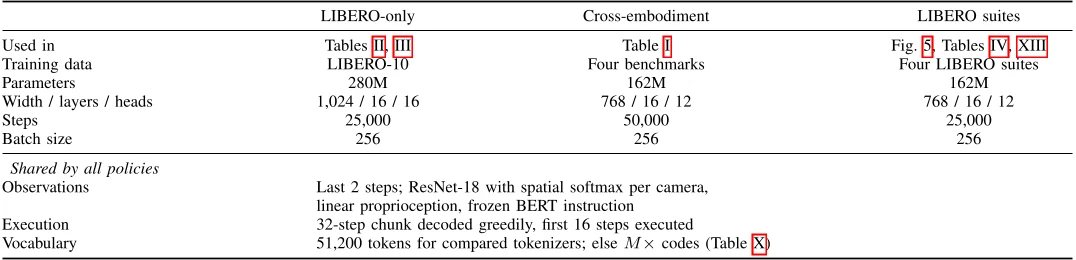 LIBERO-only Cross-embodiment LIBERO suites
Used in Tables II, III Table I Fig. 5, Tables IV, XIII
Training data LIBERO-10 Four benchmarks Four LIBERO suites
Parameters 280M 162M 162M
Width / layers / heads 1,024 / 16 / 16 768 / 16 / 12 768 / 16 / 12
Steps 25,000 50,000 25,000
Batch size 256 256 256
Shared by all policies
Observations Last 2 steps; ResNet-18 with spatial softmax per camera,
linear proprioception, frozen BERT instruction
Execution 32-step chunk decoded greedily, first 16 steps executed
Vocabulary 51,200 tokens for compared tokenizers; else M× codes (Table X)